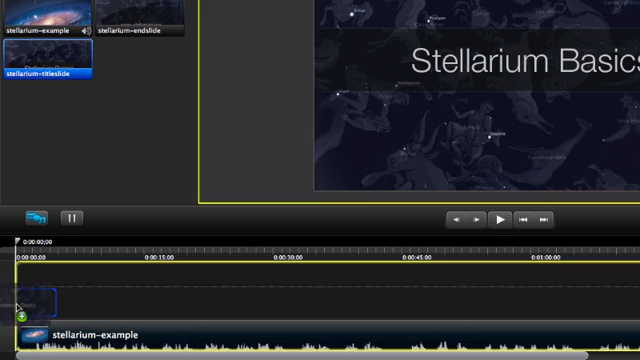 stellarium-example
stellarium-endslide
stellarium-titleslide
Stellarium Basics
0:00:00;00
0:00:00;00
0:00:15;00
0:00:30;00
0:00:45;00
0:01:00;00
stellarium-example